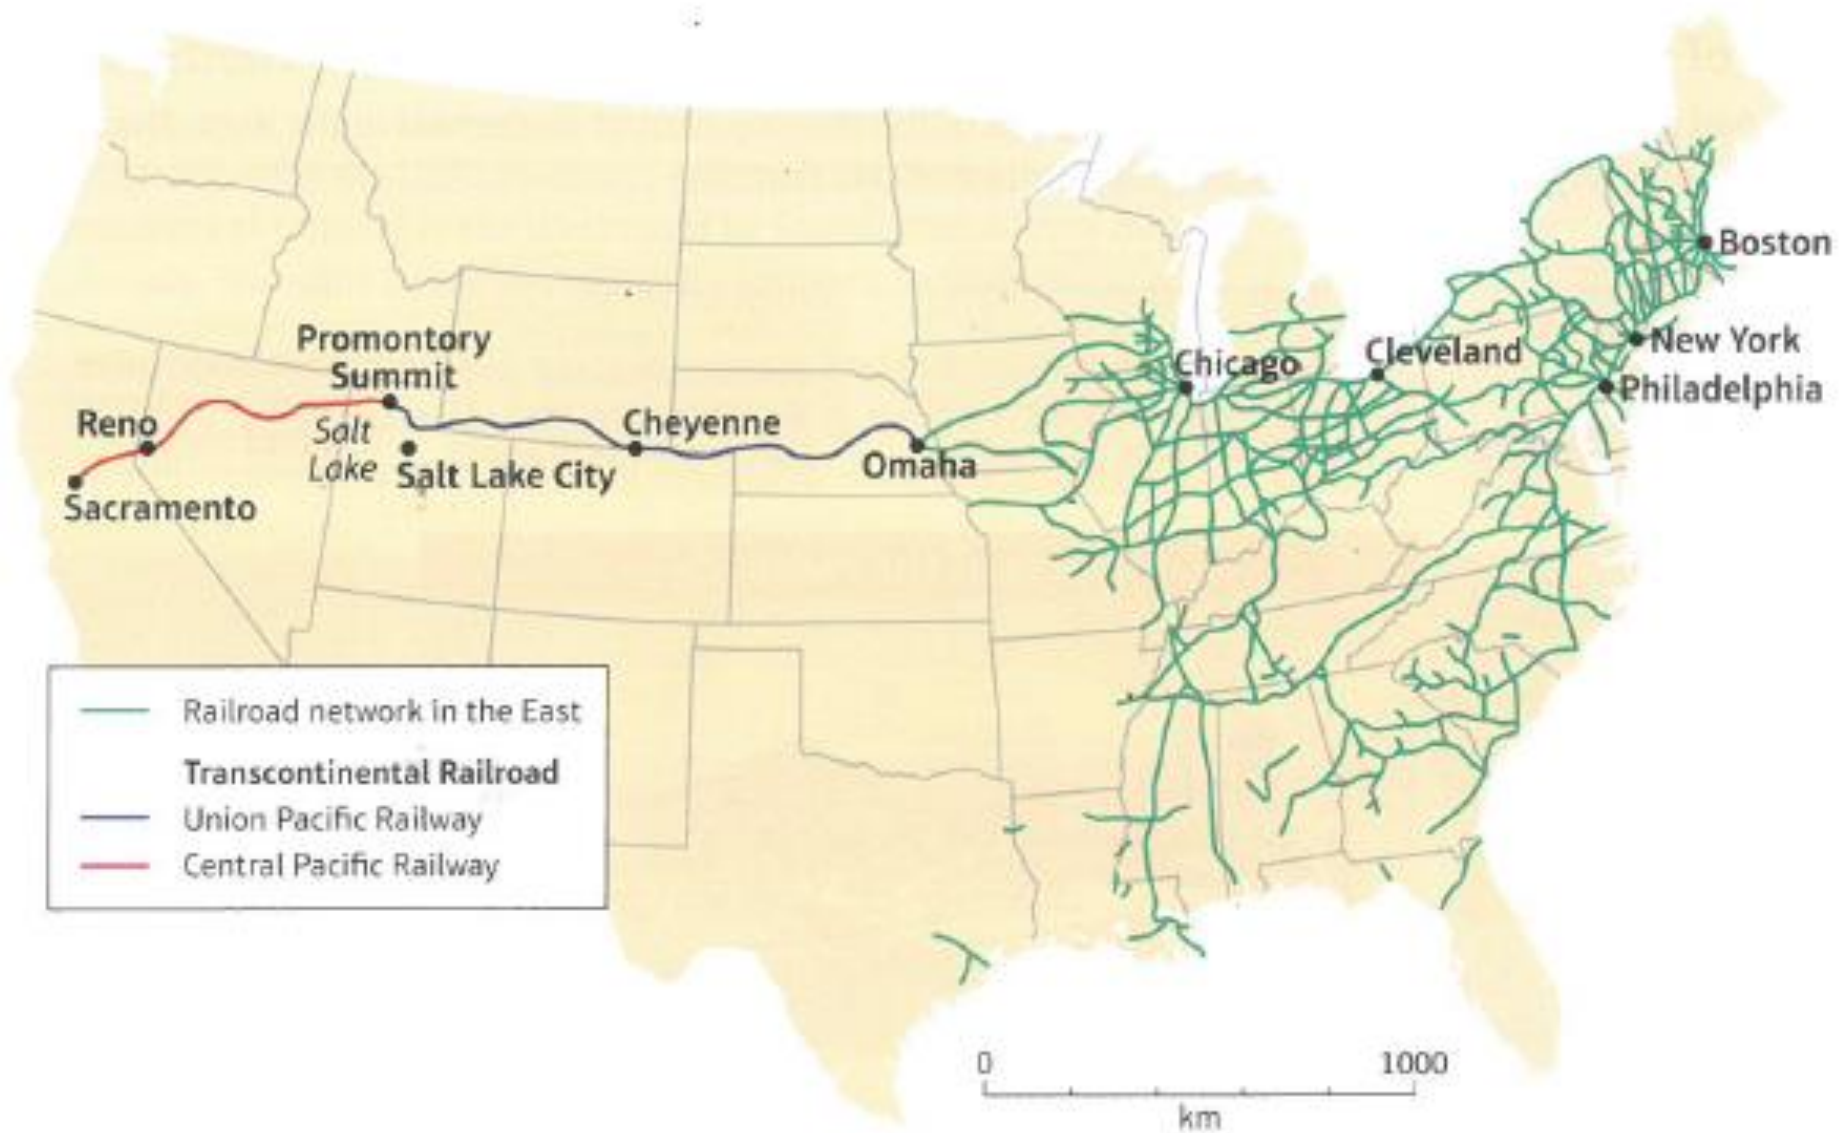 Boston
Promontory
Summit
New York
Chicago
Cleveland
Philadelphia
Reno
Salt
Lake
Cheyenne
Omaha
Salt Lake City
Sacramento
Railroad network in the East
Transcontinental Railroad
Union Pacific Railway
Central Pacific Railway
0
1000
km